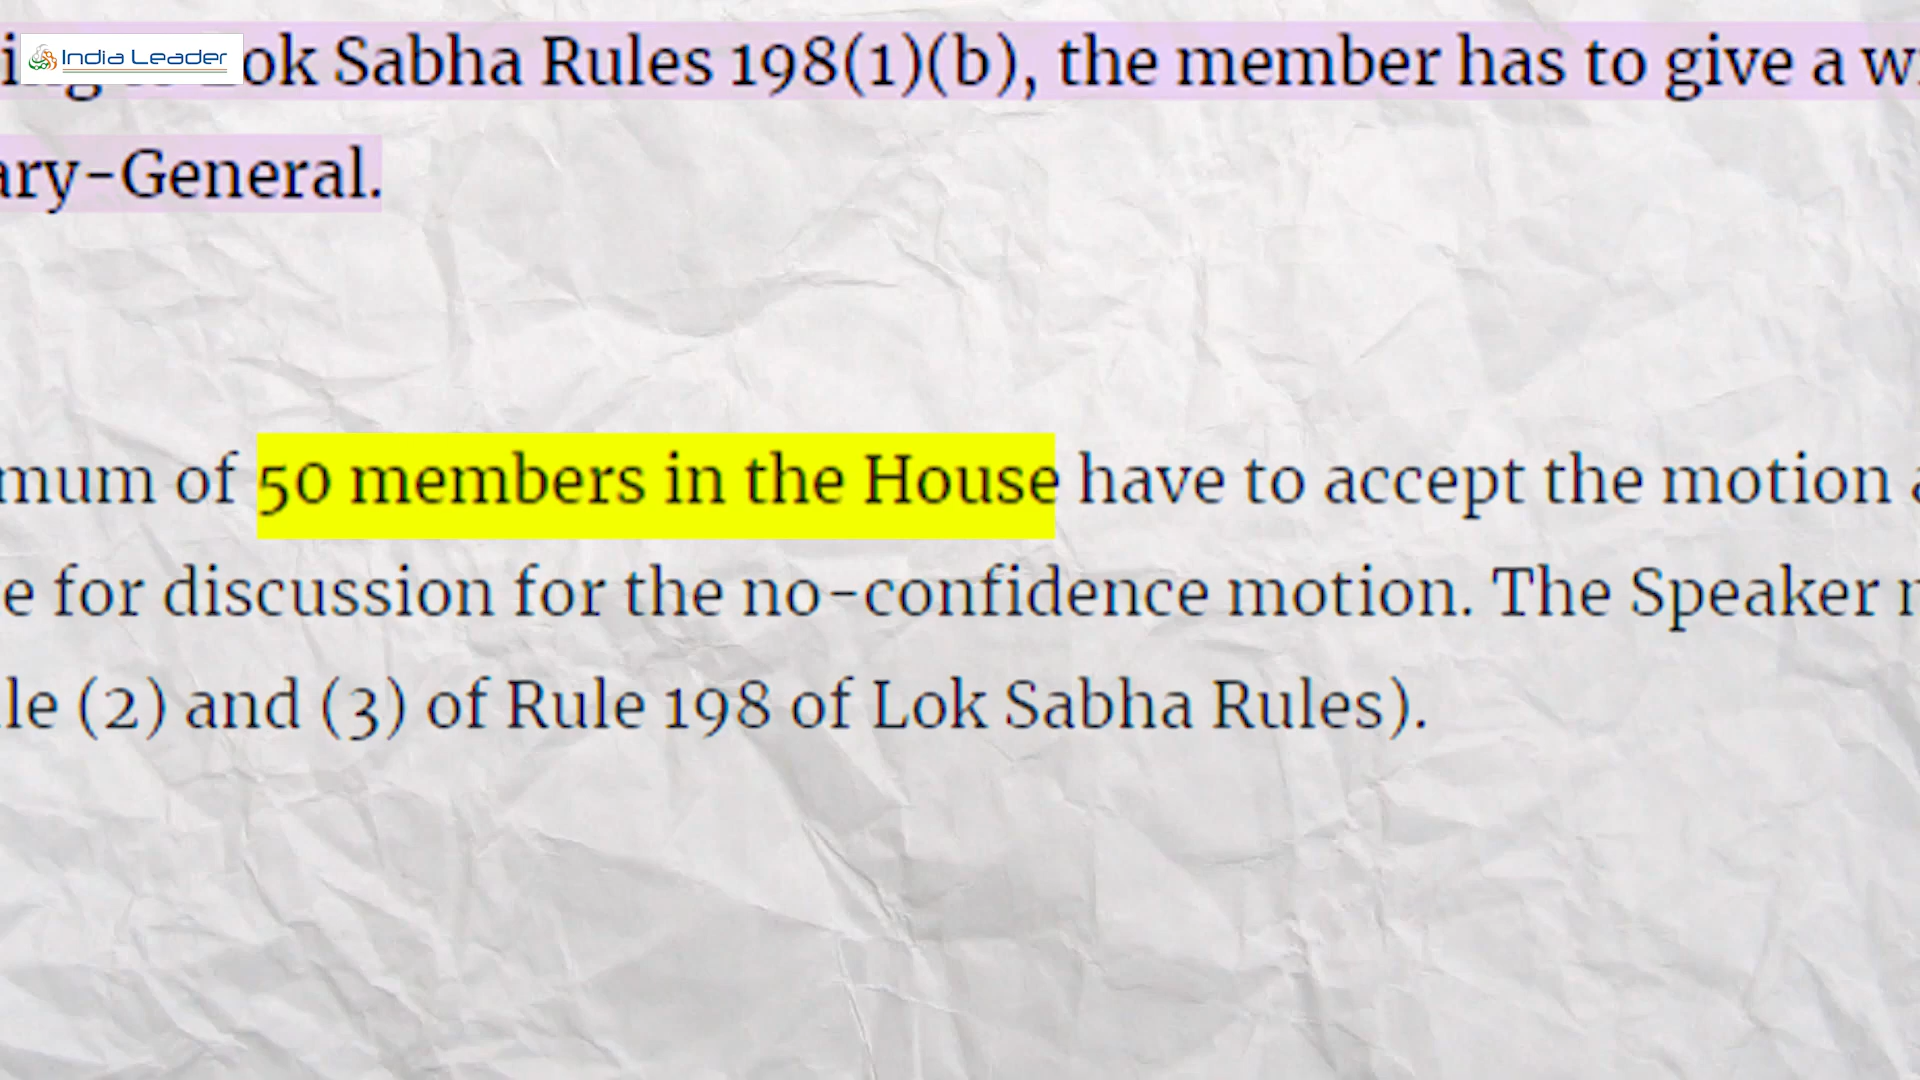 India Leader
Lok Sabha Rules 198(1)(b), the member has to give a
ary-General.
mum of 50 members in the House have to accept the motion
e for discussion for the no-confidence motion. The Speaker
le (2) and (3) of Rule 198 of Lok Sabha Rules).